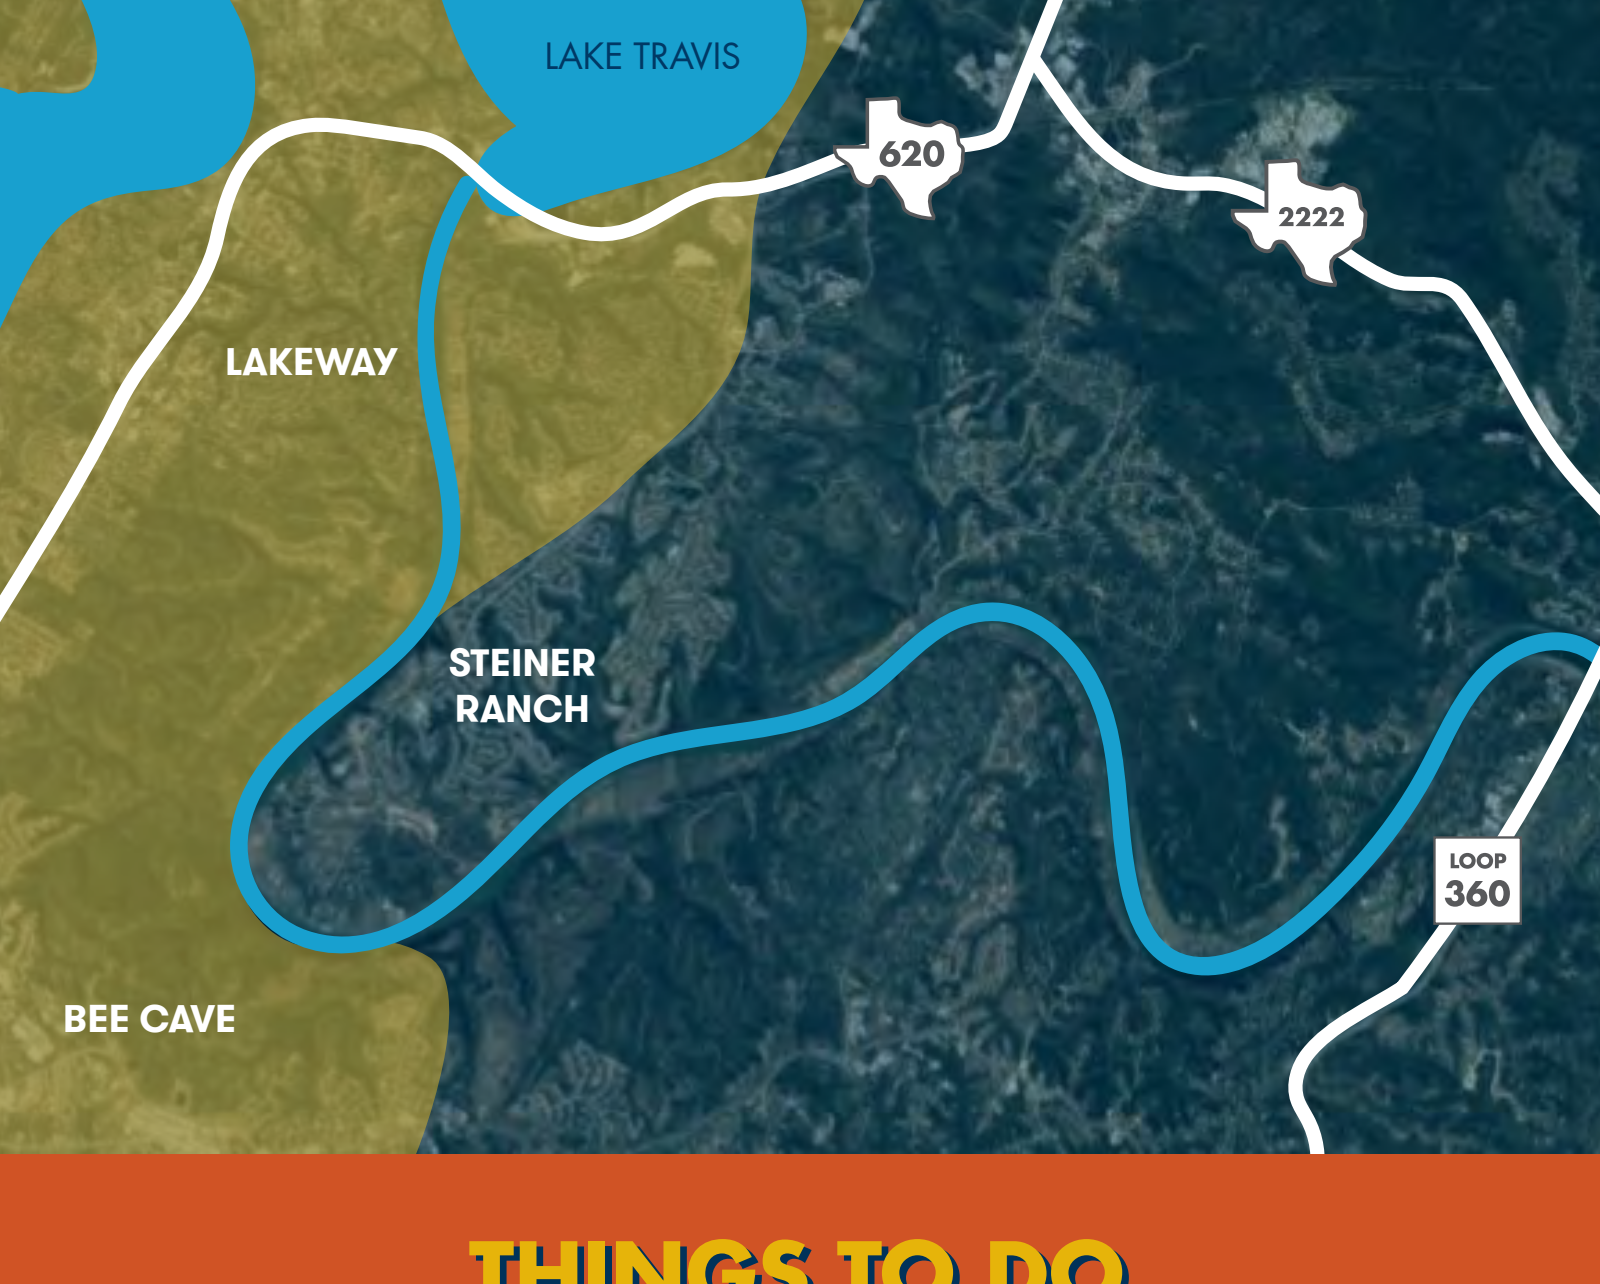 LAKE TRAVIS
620
2222
LAKEWAY
STEINER
RANCH
LOOP
360
BEE CAVE
THINGS TO DO